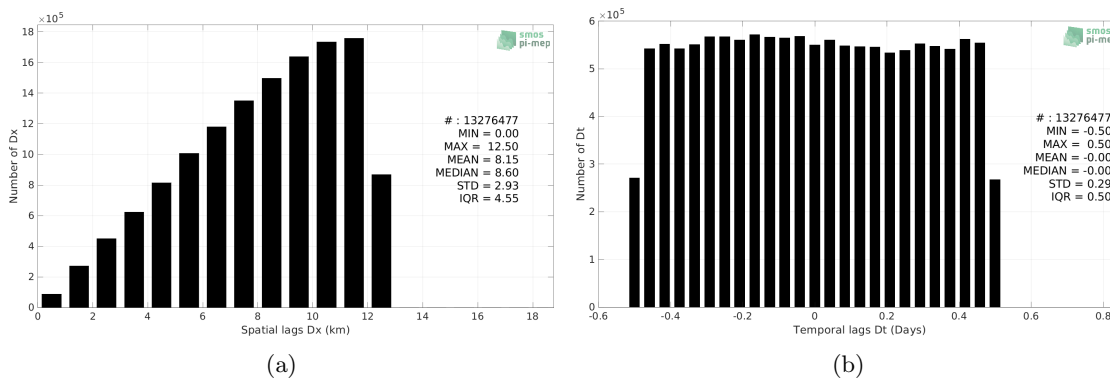 ×10⁵
18
16
14
12
10
8
6
4
2
0
Number of Dx
0 2 4 6 8 10 12 14 16 18
Spatial lags Dx (km)
smos
pi-mep
# : 13276477
MIN = 0.00
MAX = 12.50
MEAN = 8.15
MEDIAN = 8.60
STD = 2.93
IQR = 4.55
(a)
×10⁵
6
5
4
3
2
1
0
Number of Dt
-0.6 -0.4 -0.2 0 0.2 0.4 0.6 0.8
Temporal lags Dt (Days)
smos
pi-me
# : 13276477
MIN = -0.50
MAX = 0.50
MEAN = -0.00
MEDIAN = -0.00
STD = 0.29
IQR = 0.50
(b)